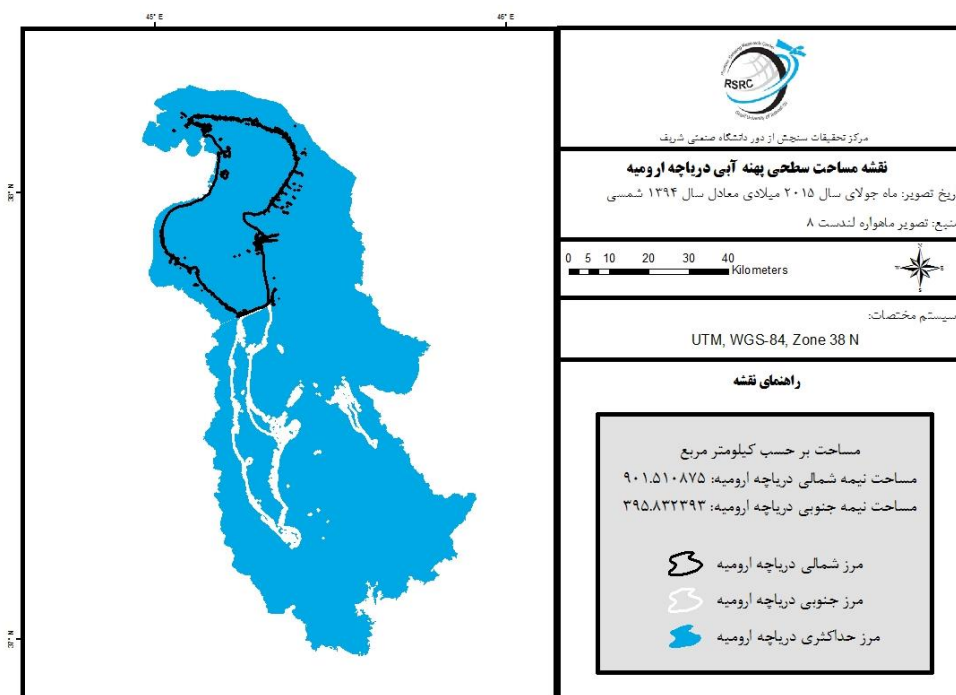 45° E
46° E
38° N
37° N
RSRC
مرکز تحقیقات سنجش از دور دانشگاه صنعتی شریف
نقشه مساحت سطحی پهنه آبی دریاچه ارومیه
ریخ تصویر: ماه جولای سال ۲۰۱۵ میلادی معادل سال ۱۳۹۴ شمسی
منبع: تصویر ماهواره لندست ۸
0 5 10 20 30 40
Kilometers
سیستم مختصات:
UTM, WGS-84, Zone 38 N
راهنمای نقشه
مساحت بر حسب کیلومتر مربع
مساحت نیمه شمالی دریاچه ارومیه: ۹۰۱.۵۱۰۸۷۵
مساحت نیمه جنوبی دریاچه ارومیه: ۳۹۵.۸۳۲۳۹۳
مرز شمالی دریاچه ارومیه
مرز جنوبی دریاچه ارومیه
مرز حداکثری دریاچه ارومیه